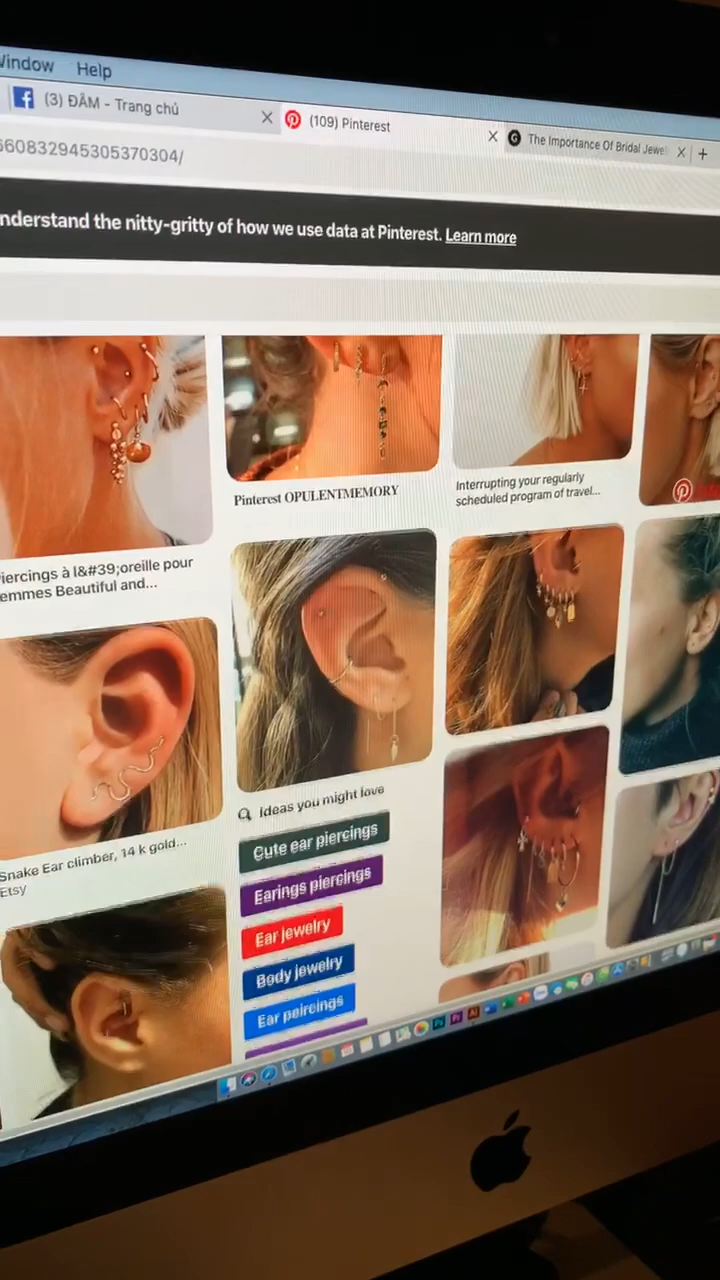 Window Help
(3) ĐÂM - Trang chủ
(109) Pinterest
The Importance Of Bridal Jewe
660832945305370304/
nderstand the nitty-gritty of how we use data at Pinterest. Learn more
Pinterest OPULENTMEMORY
Interrupting your regularly
scheduled program of travel...
iercings à l&#39;oreille pour
emmes Beautiful and...
Snake Ear climber, 14 k gold...
Etsy
Ideas you might love
Cute ear piercings
Earings piercings
Ear jewelry
Body jewelry
Ear peircings